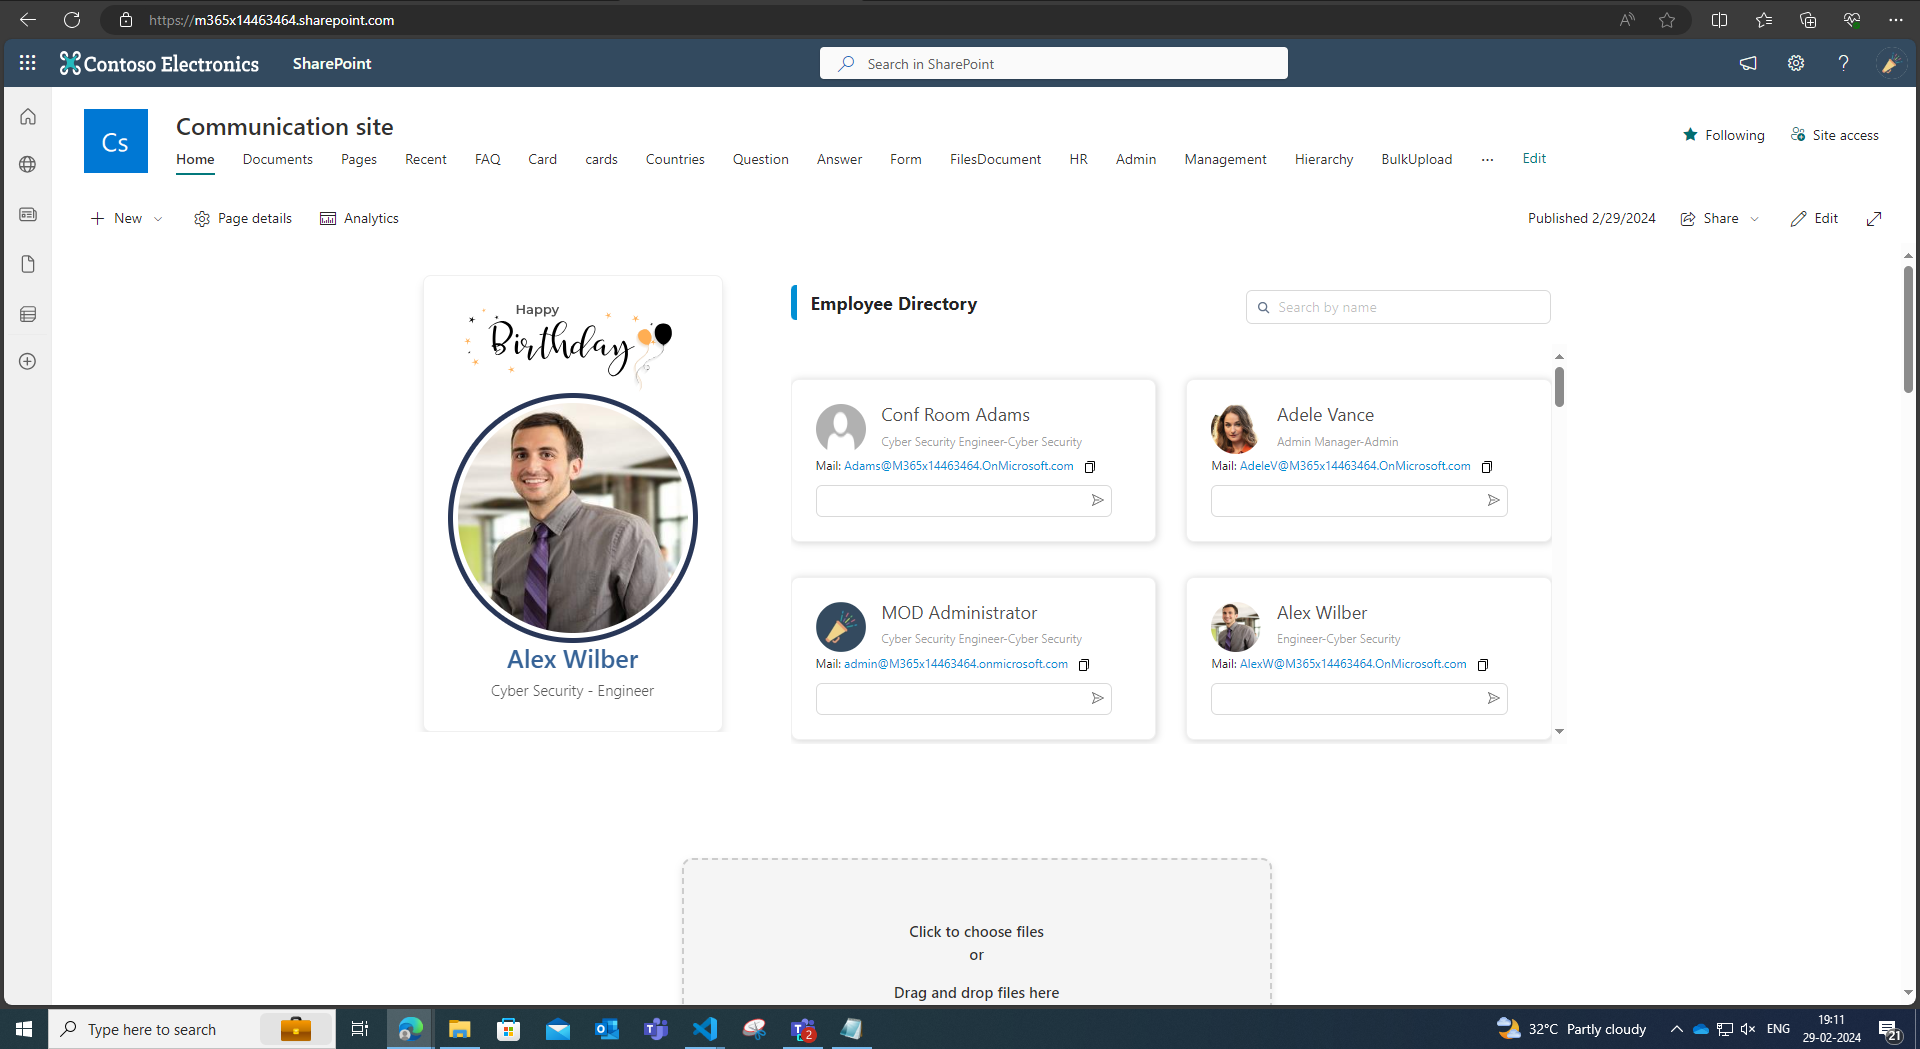 https://m365x14463464.sharepoint.com
Contoso Electronics
SharePoint
Search in SharePoint
Cs
Communication site
Following
Site access
Home
Documents
Pages
Recent
FAQ
Card
cards
Countries
Question
Answer
Form
FilesDocument
HR
Admin
Management
Hierarchy
BulkUpload
...
Edit
New
Page details
Analytics
Published 2/29/2024
Share
Edit
Happy
Birthday
Alex Wilber
Cyber Security - Engineer
Employee Directory
Search by name
Conf Room Adams
Cyber Security Engineer-Cyber Security
Mail: Adams@M365x14463464.OnMicrosoft.com
Adele Vance
Admin Manager-Admin
Mail: AdeleV@M365x14463464.OnMicrosoft.com
MOD Administrator
Cyber Security Engineer-Cyber Security
Mail: admin@M365x14463464.onmicrosoft.com
Alex Wilber
Engineer-Cyber Security
Mail: AlexW@M365x14463464.OnMicrosoft.com
Click to choose files
or
Drag and drop files here
Type here to search
2
32°C Partly cloudy
ENG
19:11
29-02-2024
21